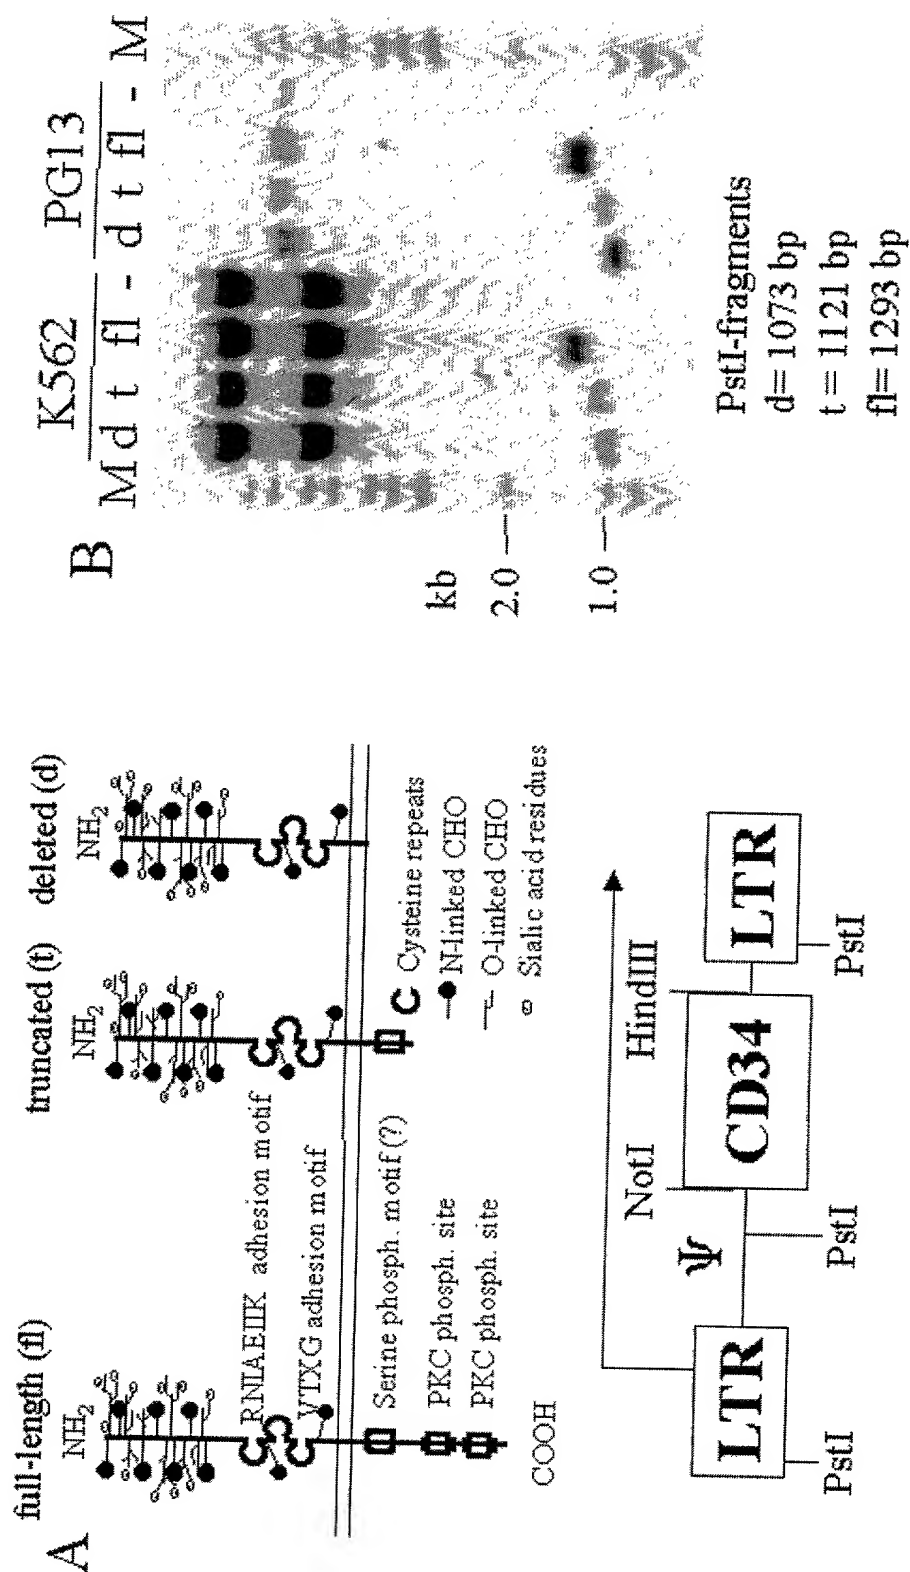 A
full-length (fl)
truncated (t)
deleted (d)
NH2
NH2
NH2
RNIAEIIK adhesion motif
VTXG adhesion motif
Serine phosph. motif (?)
PKC phosph. site
PKC phosph. site
COOH
C Cysteine repeats
N-linked CHO
O-linked CHO
Sialic acid residues
NotI
HindIII
LTR
Ψ
CD34
LTR
PstI
PstI
PstI
B
K562
PG13
M d t fl - d t fl - M
kb
2.0
1.0
PstI-fragments
d= 1073 bp
t= 1121 bp
fl= 1293 bp